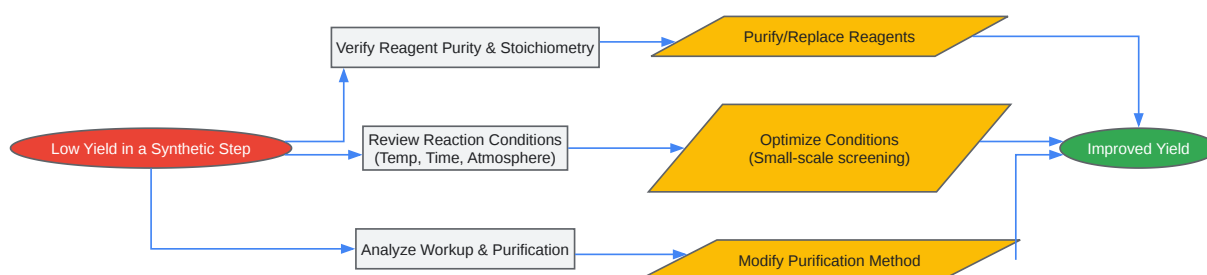 Low Yield in a Synthetic Step
Verify Reagent Purity & Stoichiometry
Purify/Replace Reagents
Review Reaction Conditions
(Temp, Time, Atmosphere)
Optimize Conditions
(Small-scale screening)
Improved Yield
Analyze Workup & Purification
Modify Purification Method